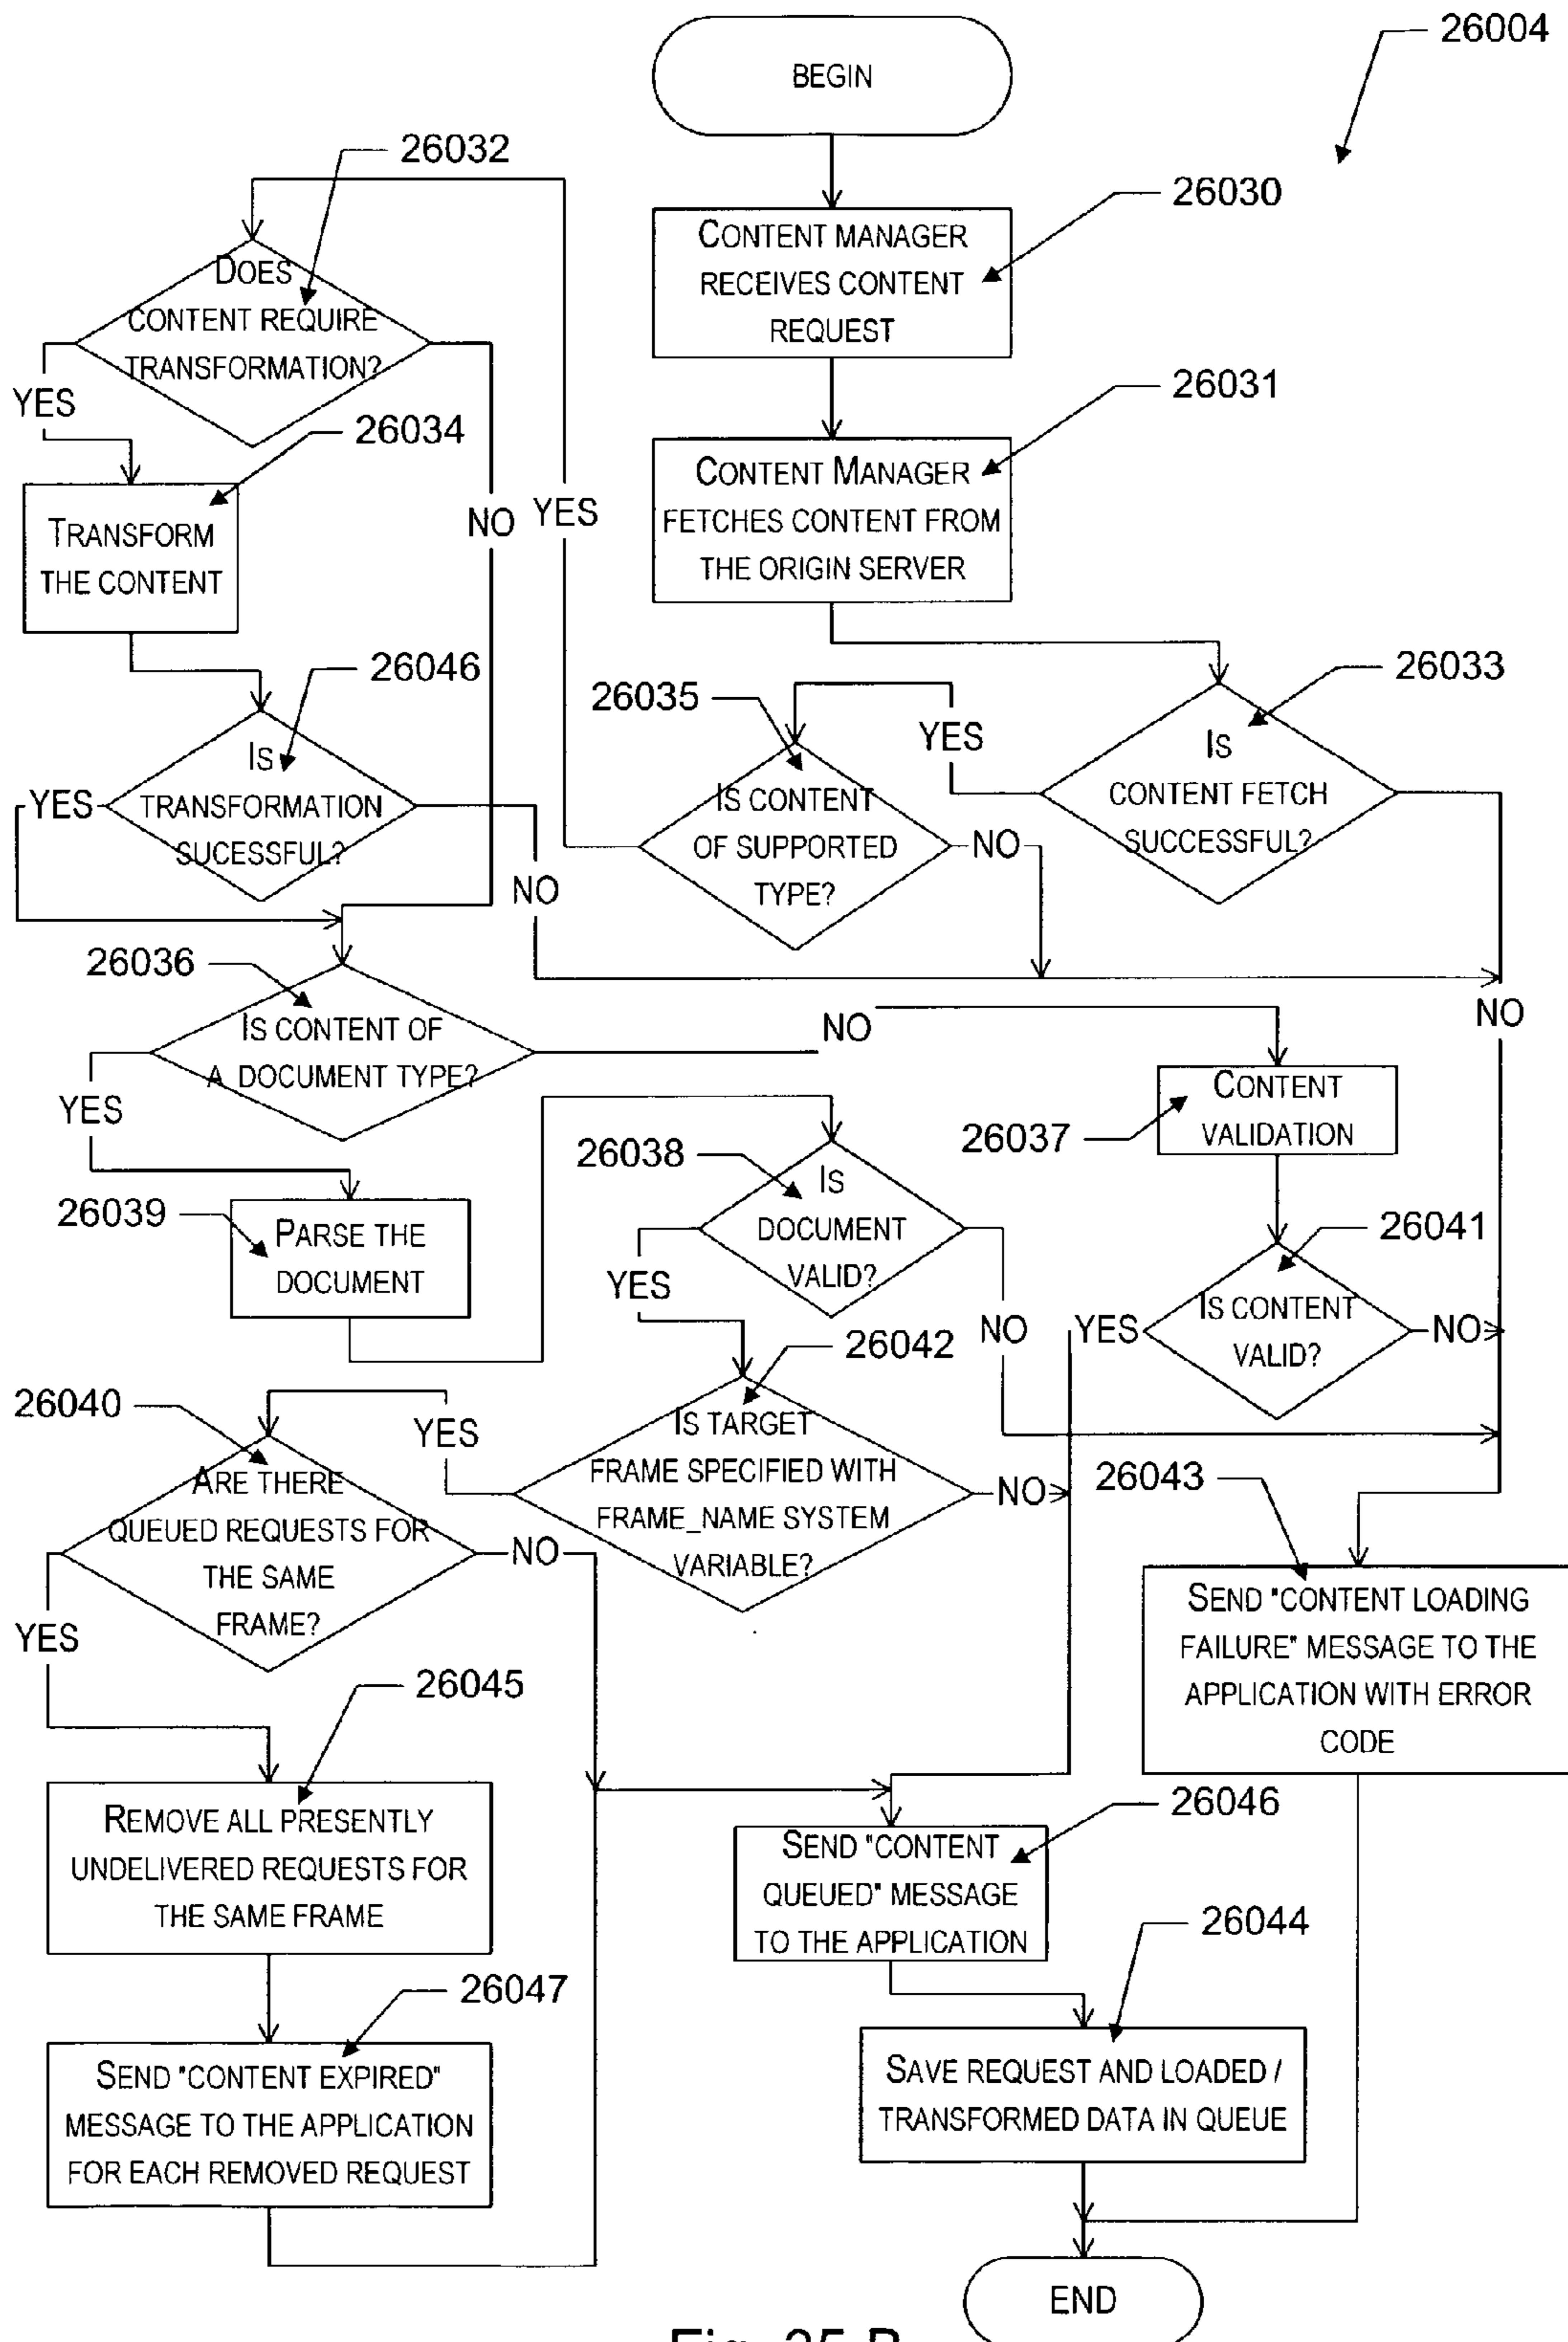 26004
BEGIN
26032
26030
CONTENT MANAGER
RECEIVES CONTENT
REQUEST
DOES
CONTENT REQUIRE
TRANSFORMATION?
YES
26031
26034
CONTENT MANAGER
FETCHES CONTENT FROM
THE ORIGIN SERVER
NO
YES
TRANSFORM
THE CONTENT
26046
26035
26033
YES
IS
CONTENT FETCH
SUCCESSFUL?
IS
TRANSFORMATION
SUCESSFUL?
YES
NO
IS CONTENT
OF SUPPORTED
TYPE?
NO
26036
NO
IS CONTENT OF
A DOCUMENT TYPE?
NO
YES
CONTENT
VALIDATION
26037
26038
IS
DOCUMENT
VALID?
26039
PARSE THE
DOCUMENT
26041
YES
NO
YES
IS CONTENT
VALID?
NO
26042
26040
YES
IS TARGET
FRAME SPECIFIED WITH
FRAME_NAME SYSTEM
VARIABLE?
NO
26043
ARE THERE
QUEUED REQUESTS FOR
THE SAME
FRAME?
NO
YES
SEND "CONTENT LOADING
FAILURE" MESSAGE TO THE
APPLICATION WITH ERROR
CODE
26045
REMOVE ALL PRESENTLY
UNDELIVERED REQUESTS FOR
THE SAME FRAME
26046
SEND "CONTENT
QUEUED" MESSAGE
TO THE APPLICATION
26044
26047
SEND "CONTENT EXPIRED"
MESSAGE TO THE APPLICATION
FOR EACH REMOVED REQUEST
SAVE REQUEST AND LOADED /
TRANSFORMED DATA IN QUEUE
END